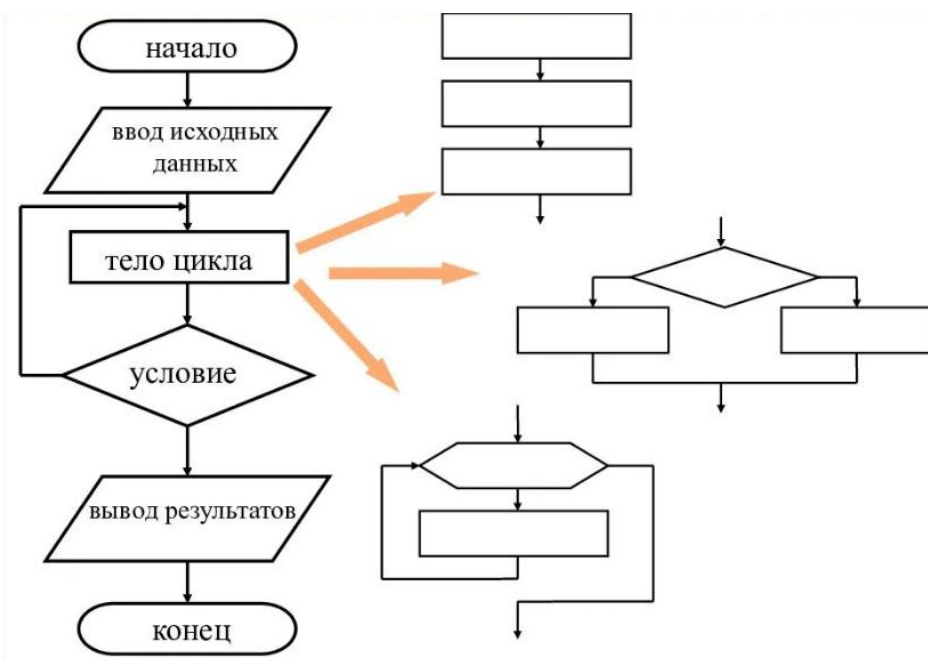 начало
ввод исходных
данных
тело цикла
условие
вывод результатов
конец